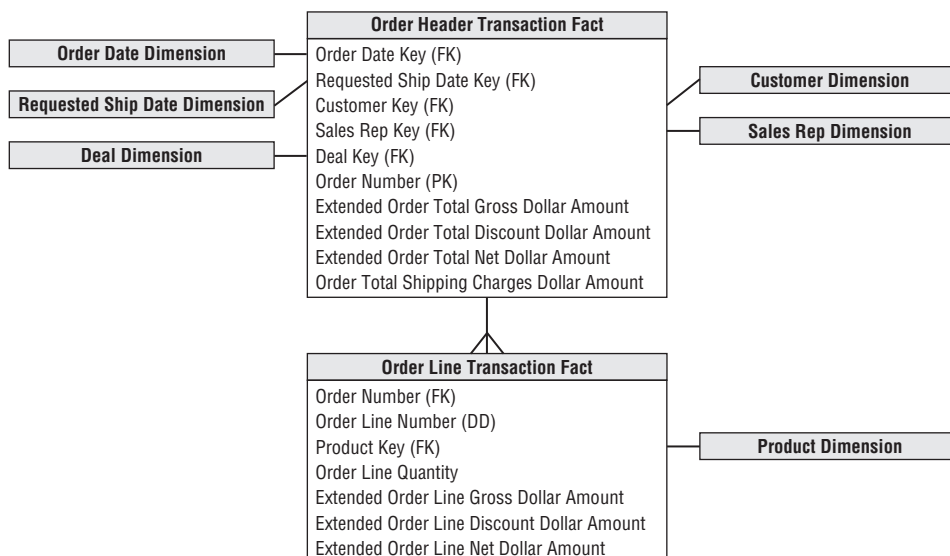 Order Header Transaction Fact
Order Date Dimension
Order Date Key (FK)
Requested Ship Date Key (FK)
Customer Dimension
Requested Ship Date Dimension
Customer Key (FK)
Sales Rep Key (FK)
Sales Rep Dimension
Deal Dimension
Deal Key (FK)
Order Number (PK)
Extended Order Total Gross Dollar Amount
Extended Order Total Discount Dollar Amount
Extended Order Total Net Dollar Amount
Order Total Shipping Charges Dollar Amount
Order Line Transaction Fact
Order Number (FK)
Order Line Number (DD)
Product Key (FK)
Product Dimension
Order Line Quantity
Extended Order Line Gross Dollar Amount
Extended Order Line Discount Dollar Amount
Extended Order Line Net Dollar Amount